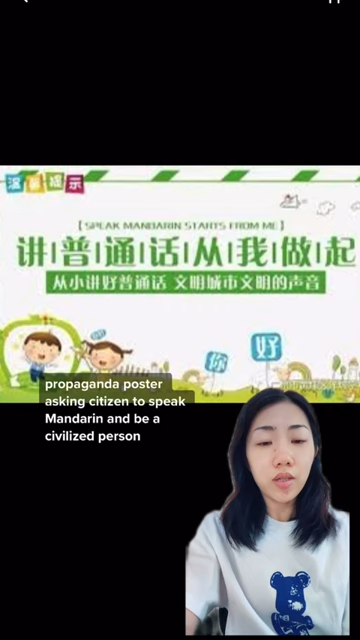 温馨提示
【SPEAK MANDARIN STARTS FROM ME】
讲普通话从我做起
从小讲好普通话 文明城市文明的声音
你好
propaganda poster
asking citizen to speak
Mandarin and be a
civilized person